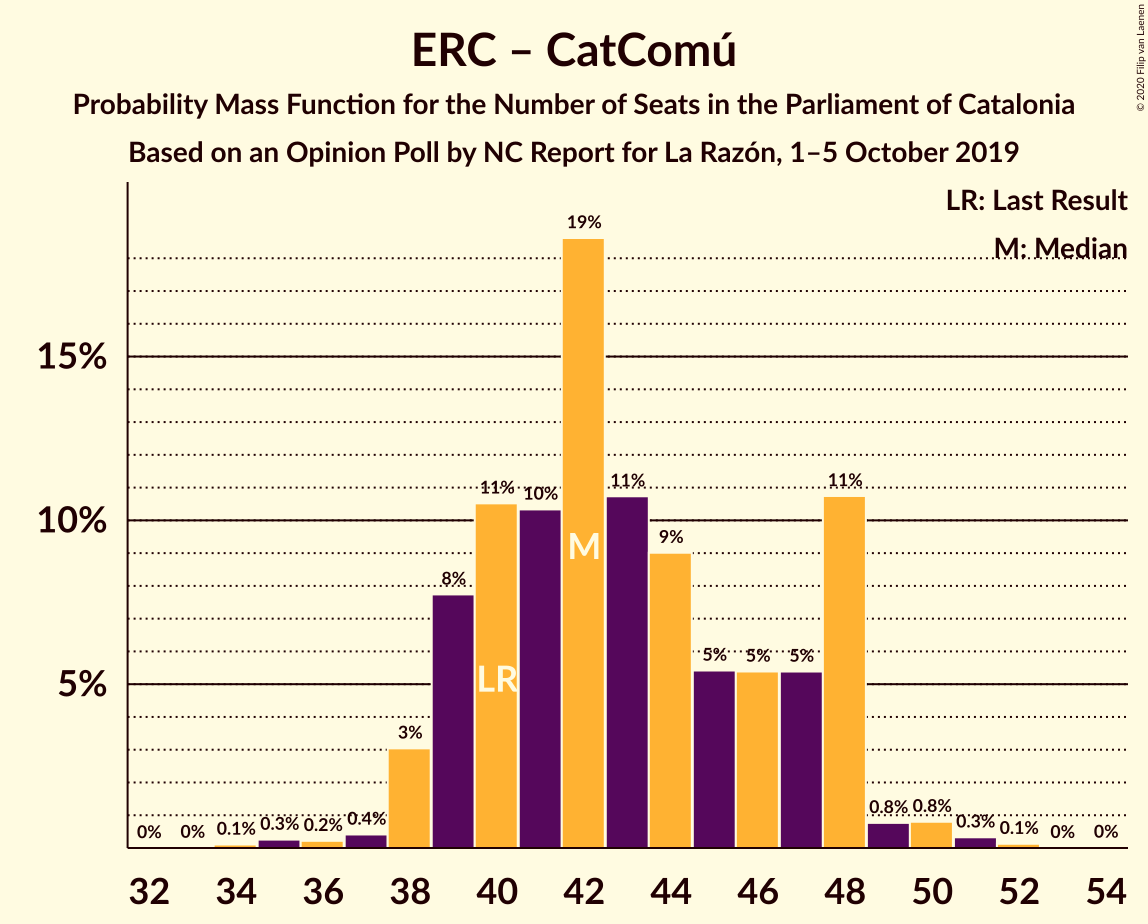 ERC – CatComú
Probability Mass Function for the Number of Seats in the Parliament of Catalonia
Based on an Opinion Poll by NC Report for La Razón, 1–5 October 2019
© 2020 Filip van Laenen
LR: Last Result
M: Median
15%
10%
5%
0% 0% 0.1% 0.3% 0.2% 0.4% 3% 8% 11% 10% 19% 11% 9% 5% 5% 5% 11% 0.8% 0.8% 0.3% 0.1% 0% 0%
M
LR
32 34 36 38 40 42 44 46 48 50 52 54